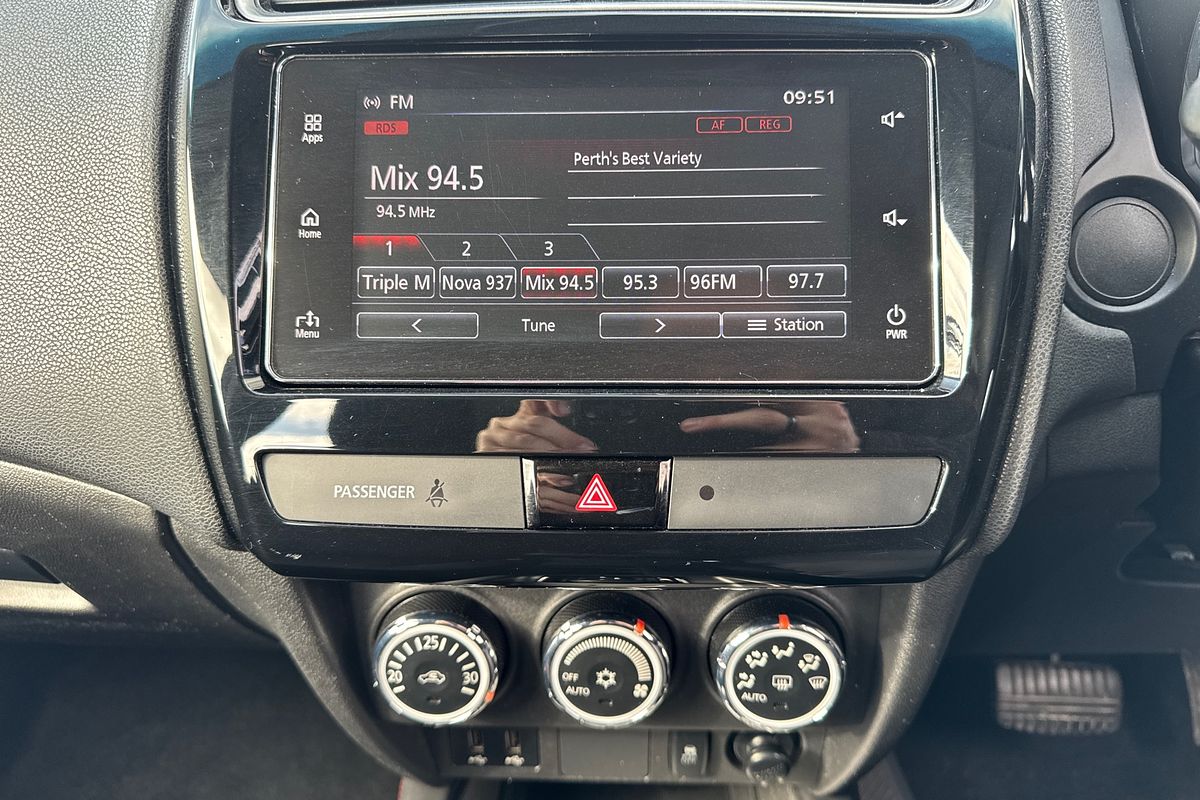 FM
09:51
RDS
AF REG
Apps
Perth's Best Variety
Mix 94.5
94.5 MHz
Home
1 2 3
Triple M Nova 937 Mix 94.5 95.3 96FM 97.7
< Tune > Station
Menu
PWR
PASSENGER
20 25 30
OFF
AUTO
AUTO